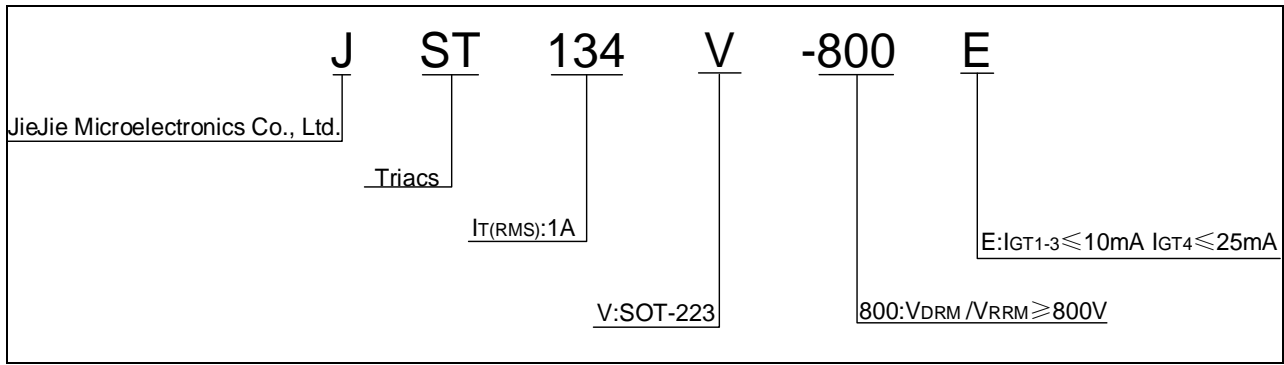 J ST 134 V -800 E
JieJie Microelectronics Co., Ltd.
Triacs
IT(RMS):1A
E:IGT1-3≤10mA IGT4≤25mA
V:SOT-223
800:VDRM /VRRM≥800V